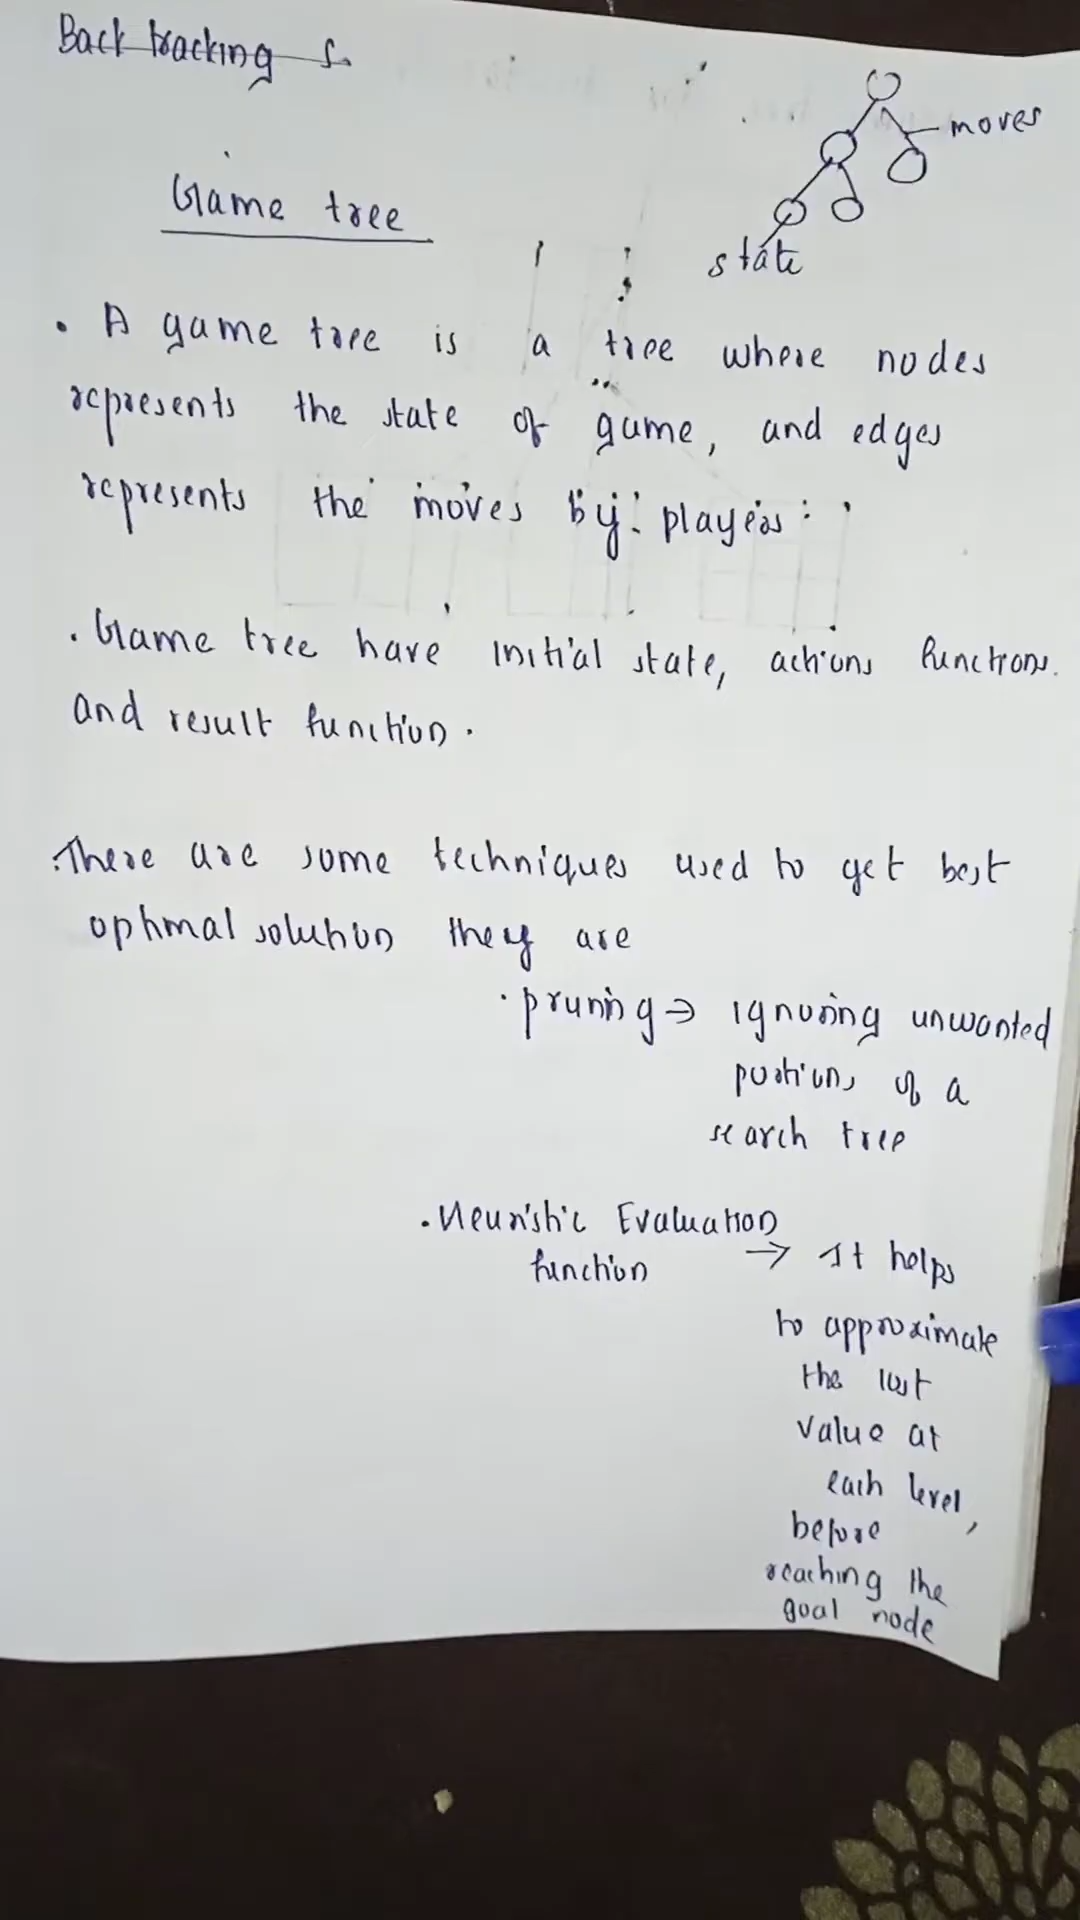 Back tracking
moves
Game tree
state
. A game tree is a tree where nodes
represents the state of game, and edges
represents the moves by players
. Game tree have initial state, actions functions.
and result function.
.There are some techniques used to get best
optimal solution they are
. pruning → ignoring unwanted
portions of a
search tree
. Heuristic Evaluation
function → It helps
to approximate
the cost
value at
each level,
before
reaching the
goal node